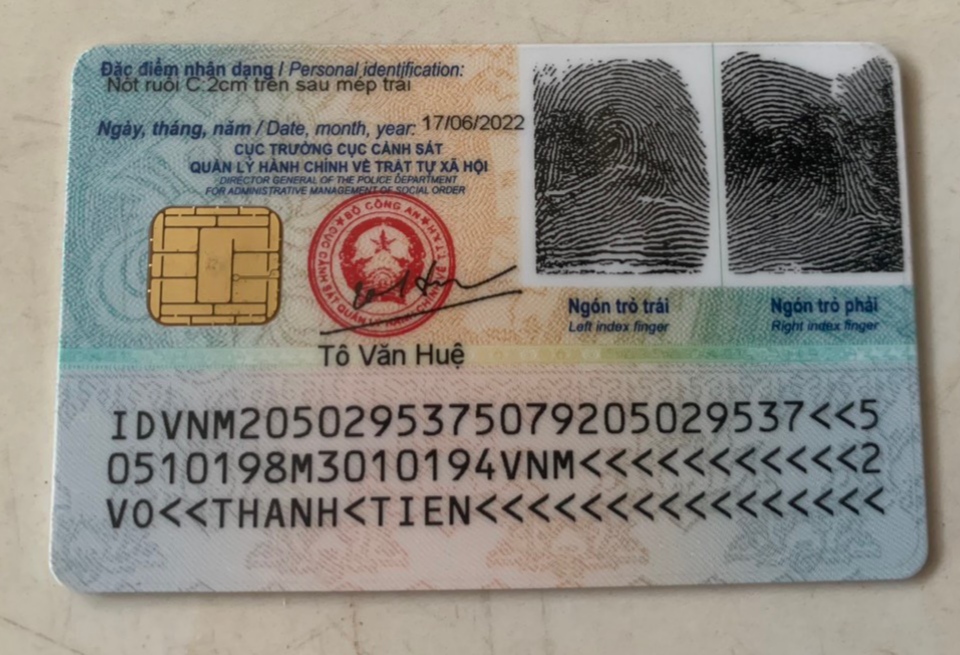 Đặc điểm nhận dạng / Personal identification:
Nốt ruồi C:2cm trên sau mép trái
Ngày, tháng, năm / Date, month, year: 17/06/2022
CỤC TRƯỞNG CỤC CẢNH SÁT
QUẢN LÝ HÀNH CHÍNH VỀ TRẬT TỰ XÃ HỘI
DIRECTOR GENERAL OF THE POLICE DEPARTMENT
FOR ADMINISTRATIVE MANAGEMENT OF SOCIAL ORDER
BỘ CÔNG AN
CỤC CẢNH SÁT QUẢN LÝ HÀNH CHÍNH VỀ TTXH
Tô Văn Huệ
Ngón trỏ trái
Left index finger
Ngón trỏ phải
Right index finger
IDVNM2050295375079205029537<<5
0510198M3010194VNM<<<<<<<<<<<2
VO<<THANH<TIEN<<<<<<<<<<<<<<<<